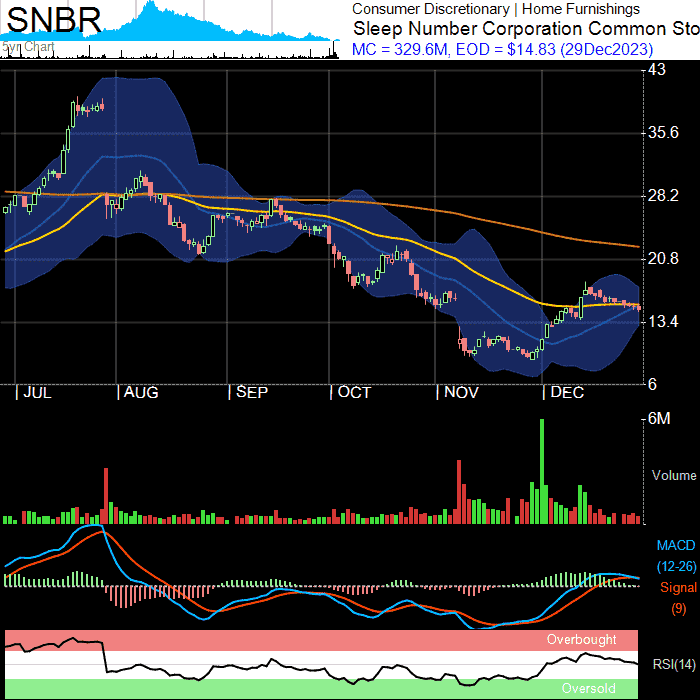 SNBR
5yr Chart
Consumer Discretionary | Home Furnishings
Sleep Number Corporation Common Sto
MC = 329.6M, EOD = $14.83 (29Dec2023)
43
35.6
28.2
20.8
13.4
6
| JUL | AUG | SEP | OCT | NOV | DEC
6M
Volume
MACD
(12-26)
Signal
(9)
Overbought
RSI(14)
Oversold